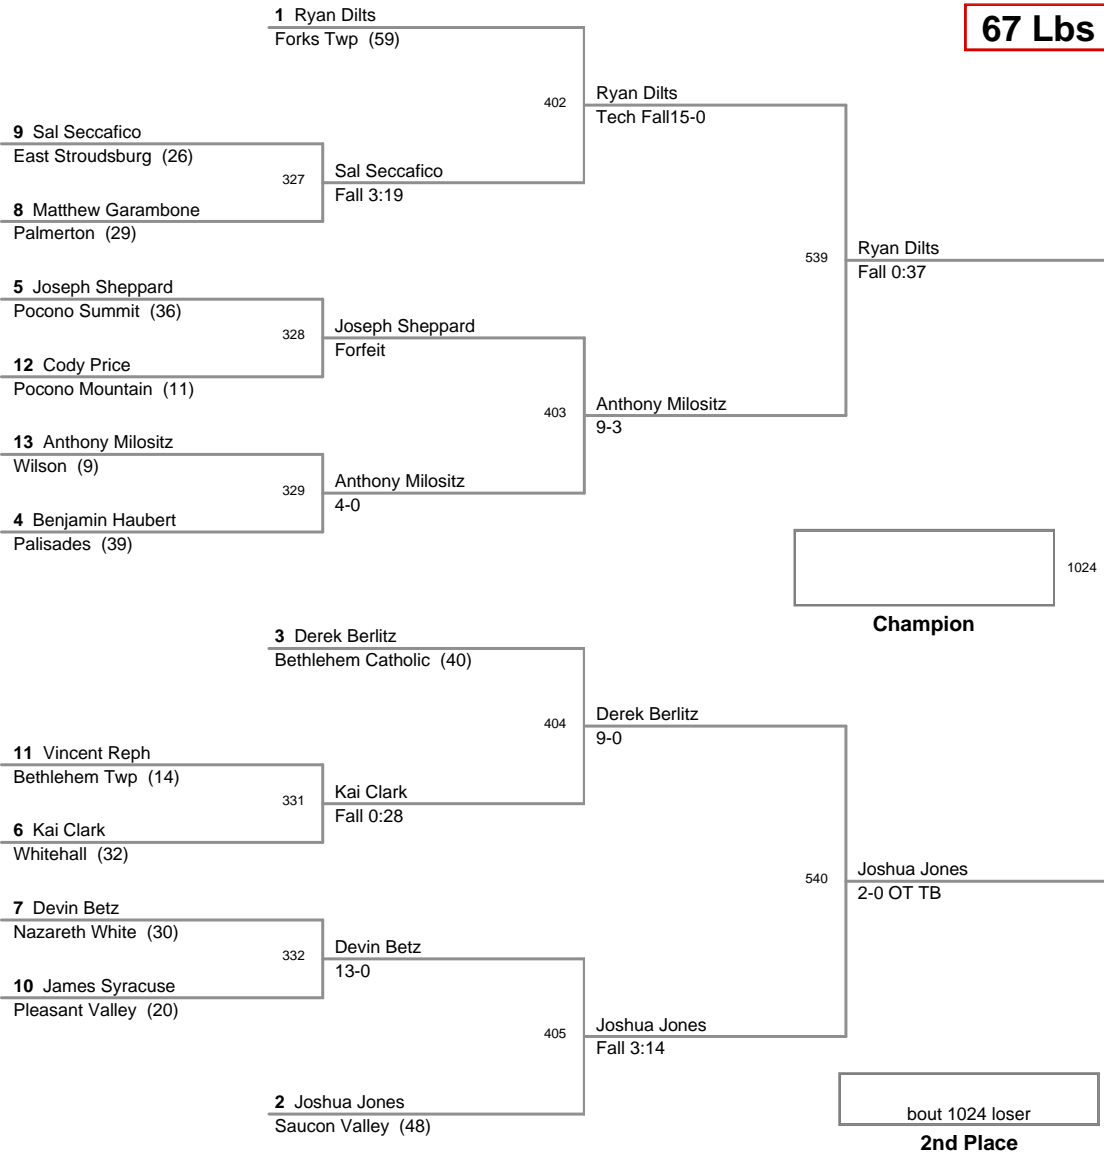 1 Ryan Dilts
Forks Twp (59)
67 Lbs
402
Ryan Dilts
Tech Fall15-0
9 Sal Seccafico
East Stroudsburg (26)
327
Sal Seccafico
Fall 3:19
8 Matthew Garambone
Palmerton (29)
539
Ryan Dilts
Fall 0:37
5 Joseph Sheppard
Pocono Summit (36)
328
Joseph Sheppard
Forfeit
12 Cody Price
Pocono Mountain (11)
403
Anthony Milositz
9-3
13 Anthony Milositz
Wilson (9)
329
Anthony Milositz
4-0
4 Benjamin Haubert
Palisades (39)
1024
Champion
3 Derek Berlitz
Bethlehem Catholic (40)
404
Derek Berlitz
9-0
11 Vincent Reph
Bethlehem Twp (14)
331
Kai Clark
Fall 0:28
6 Kai Clark
Whitehall (32)
540
Joshua Jones
2-0 OT TB
7 Devin Betz
Nazareth White (30)
332
Devin Betz
13-0
10 James Syracuse
Pleasant Valley (20)
405
Joshua Jones
Fall 3:14
2 Joshua Jones
Saucon Valley (48)
bout 1024 loser
2nd Place